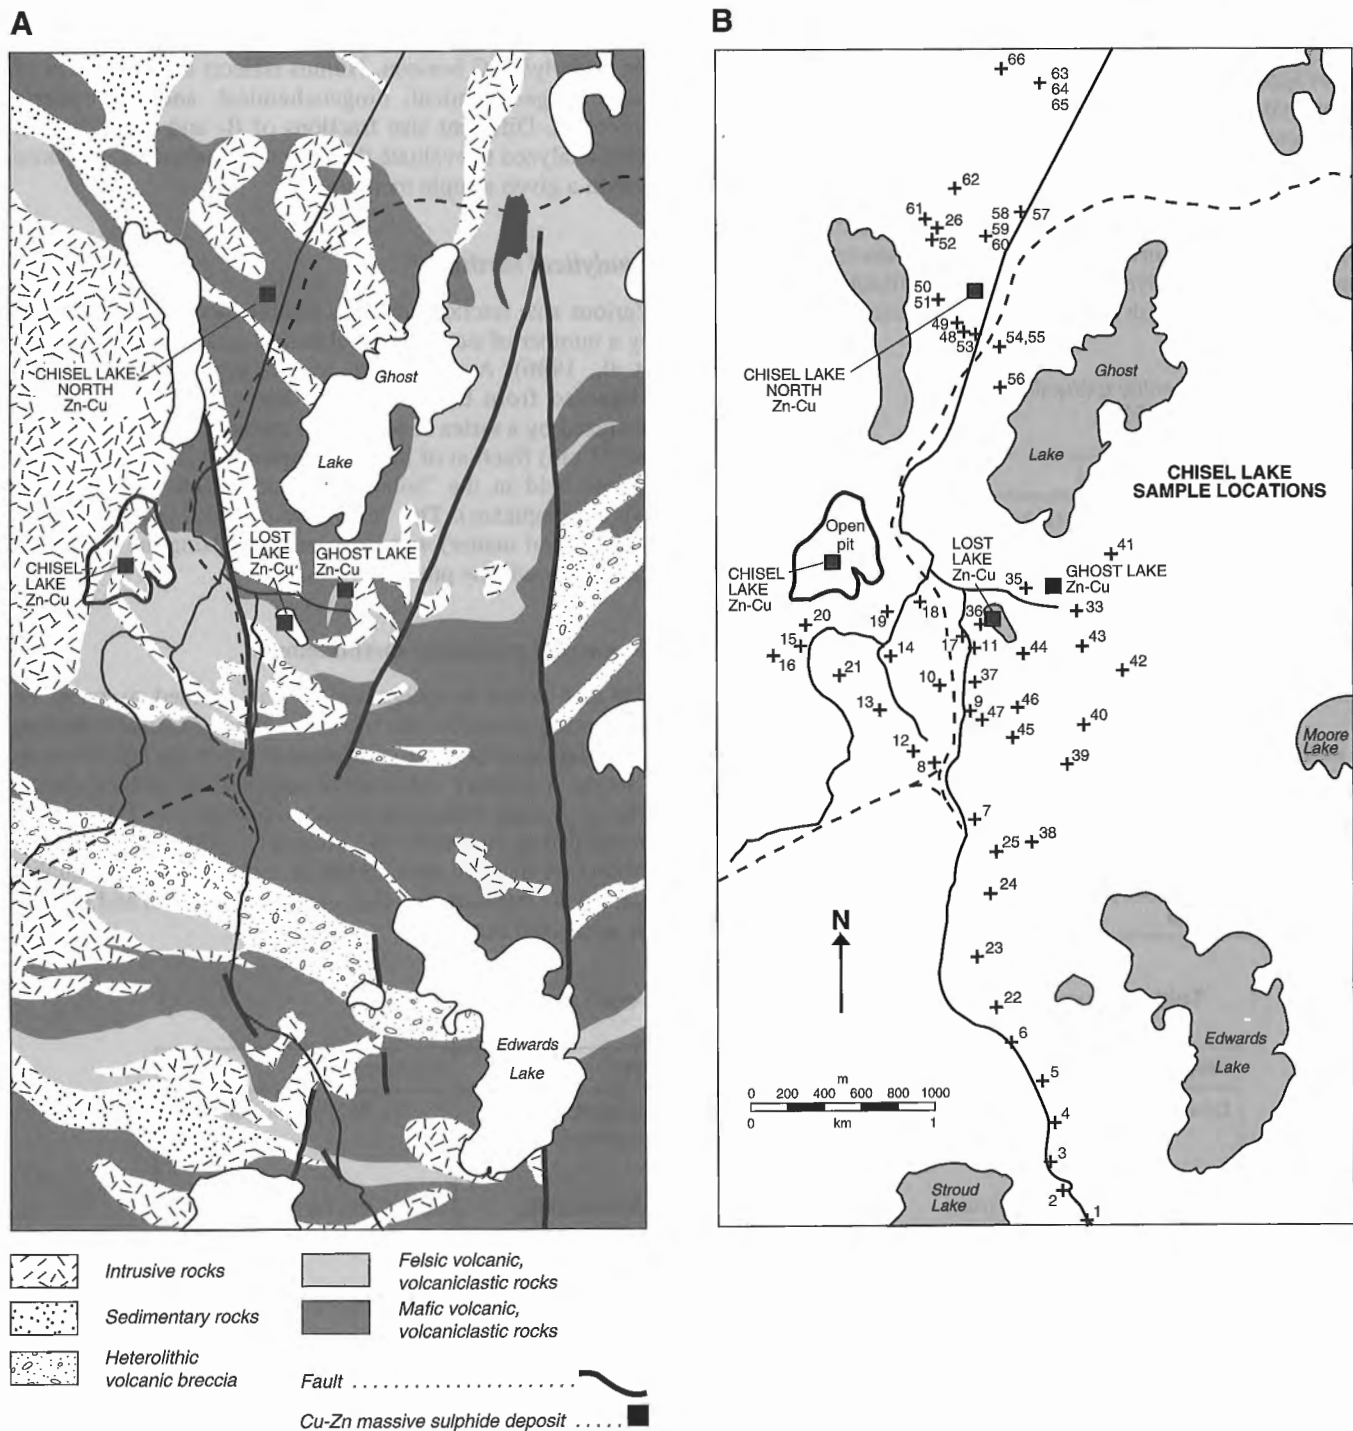 A
CHISEL LAKE
NORTH
Zn-Cu
Ghost
Lake
CHISEL
LAKE
Zn-Cu
LOST
LAKE
Zn-Cu
GHOST LAKE
Zn-Cu
Edwards
Lake
Intrusive rocks
Sedimentary rocks
Heterolithic
volcanic breccia
Felsic volcanic,
volcaniclastic rocks
Mafic volcanic,
volcaniclastic rocks
Fault
Cu-Zn massive sulphide deposit
B
66
63
64
65
62
61
26
52
58
57
59
60
50
51
49
48
53
54,55
56
CHISEL LAKE
NORTH
Zn-Cu
Ghost
Lake
CHISEL LAKE
SAMPLE LOCATIONS
Open
pit
CHISEL
LAKE
Zn-Cu
LOST
LAKE
Zn-Cu
GHOST LAKE
Zn-Cu
41
35
33
18
19
20
36
15
16
14
17
11
44
43
42
21
10
37
13
9
47
46
45
40
39
12
8
Moore
Lake
7
25
38
24
23
22
6
5
4
3
2
1
N
m
0 200 400 600 800 1000
0 km 1
Edwards
Lake
Stroud
Lake